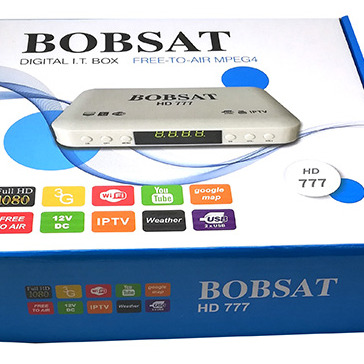 BOBSAT
DIGITAL I.T. BOX FREE-TO-AIR MPEG4
BOBSAT
HD 777
IPTV
8.8.8.8.
HD
777
Full HD
1080
3G
WiFi
You
Tube
google
map
FREE
TO AIR
12V
DC
IPTV
Weather
USB
2 x USB
BOBSAT
HD 777
Full HD
1080
3G
WiFi
You
Tube
google
map
FREE
TO AIR
12V
DC
IPTV
Weather
USB